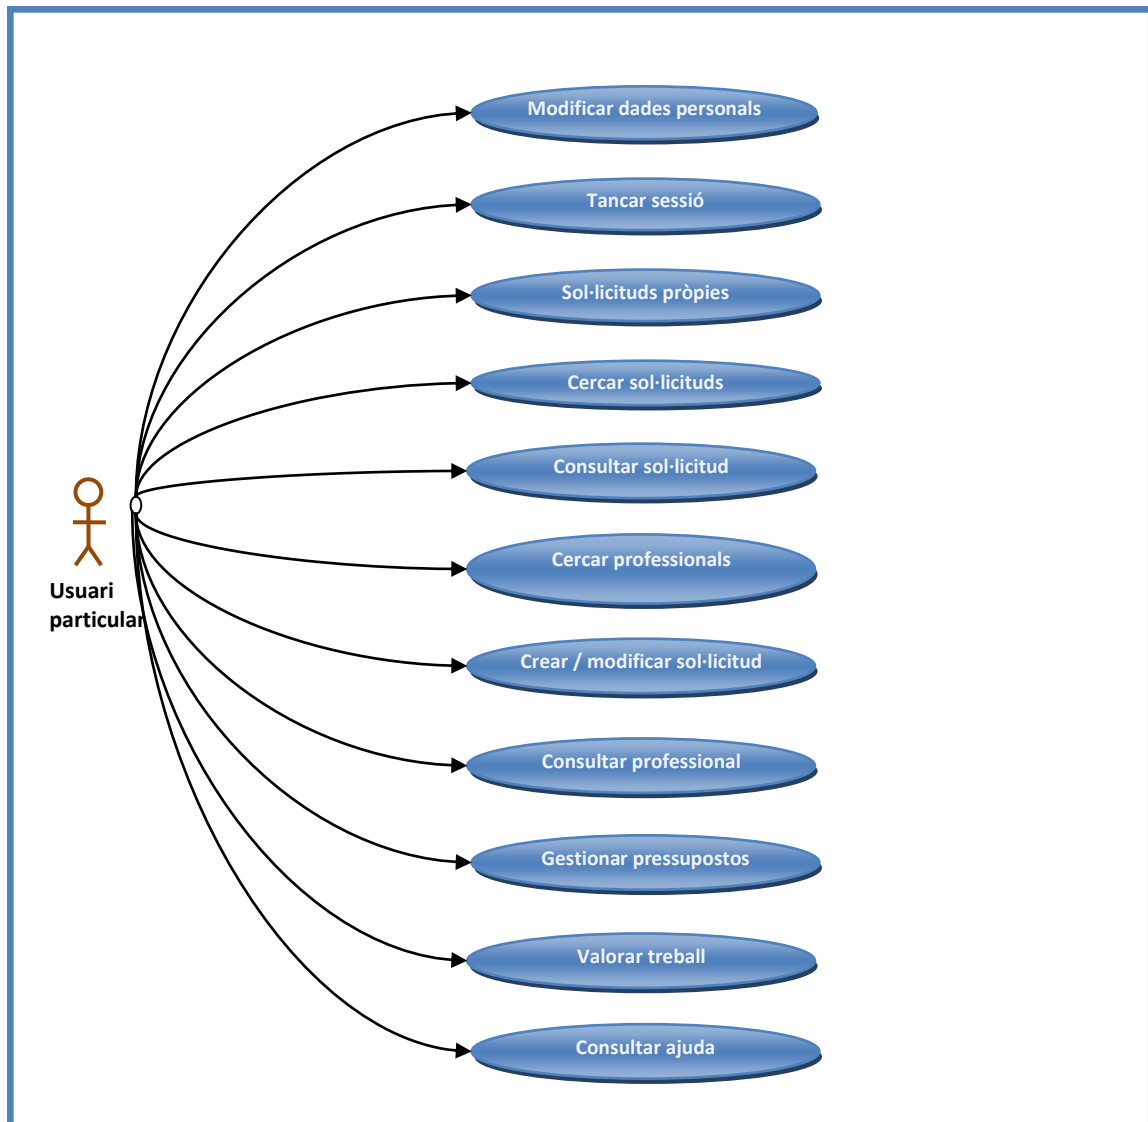 Modificar dades personals
Tancar sessió
Sol·licituds pròpies
Cercar sol·licituds
Consultar sol·licitud
Cercar professionals
Usuari
particular
Crear / modificar sol·licitud
Consultar professional
Gestionar pressupostos
Valorar treball
Consultar ajuda